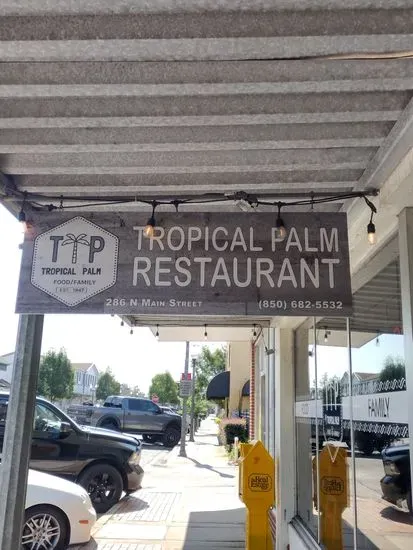 TP
TROPICAL PALM
FOOD/FAMILY
EST. 1947
TROPICAL PALM
RESTAURANT
286 N MAIN STREET
(850) 682-5532
FAMILY